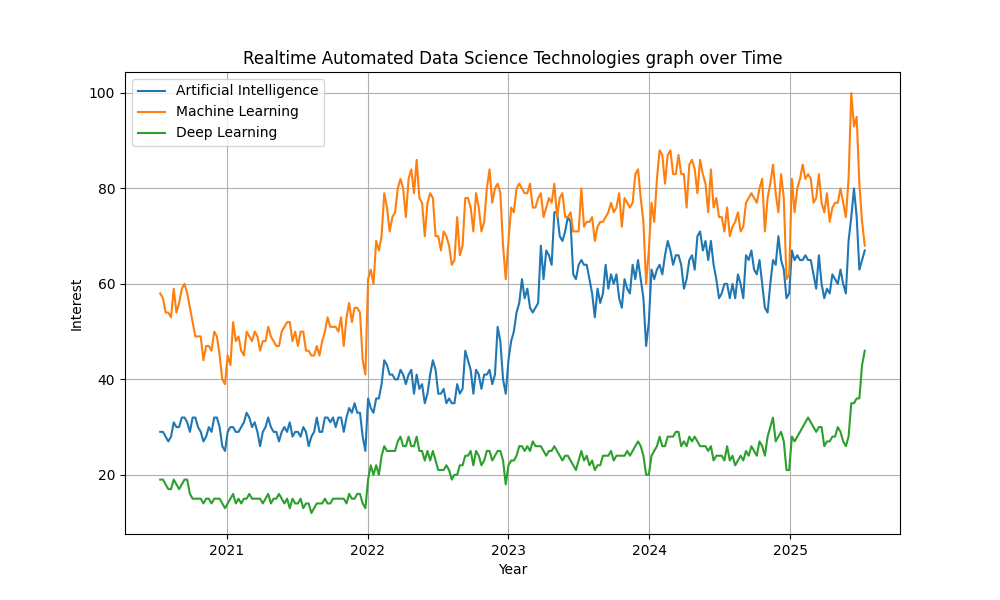 Realtime Automated Data Science Technologies graph over Time
Artificial Intelligence
Machine Learning
Deep Learning
100
80
60
40
20
Interest
2021 2022 2023 2024 2025
Year